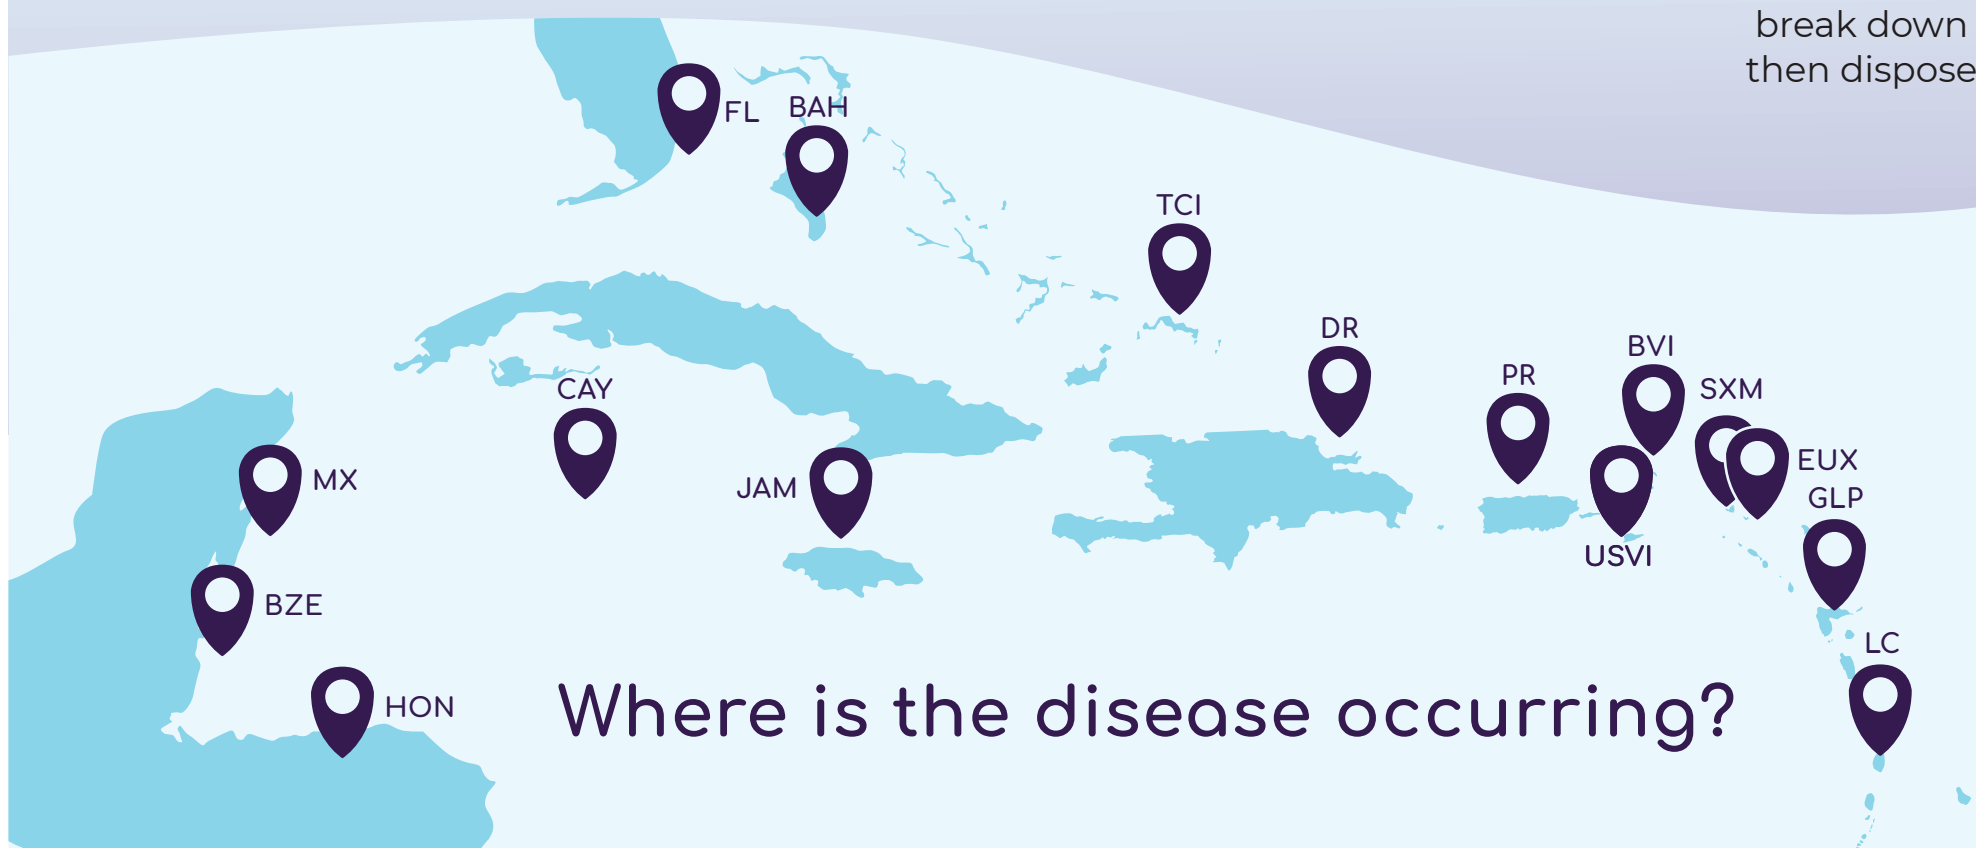 break down
then dispose
FL
BAH
TCI
DR
BVI
PR
SXM
CAY
EUX
MX
JAM
GLP
USVI
BZE
LC
HON
Where is the disease occurring?